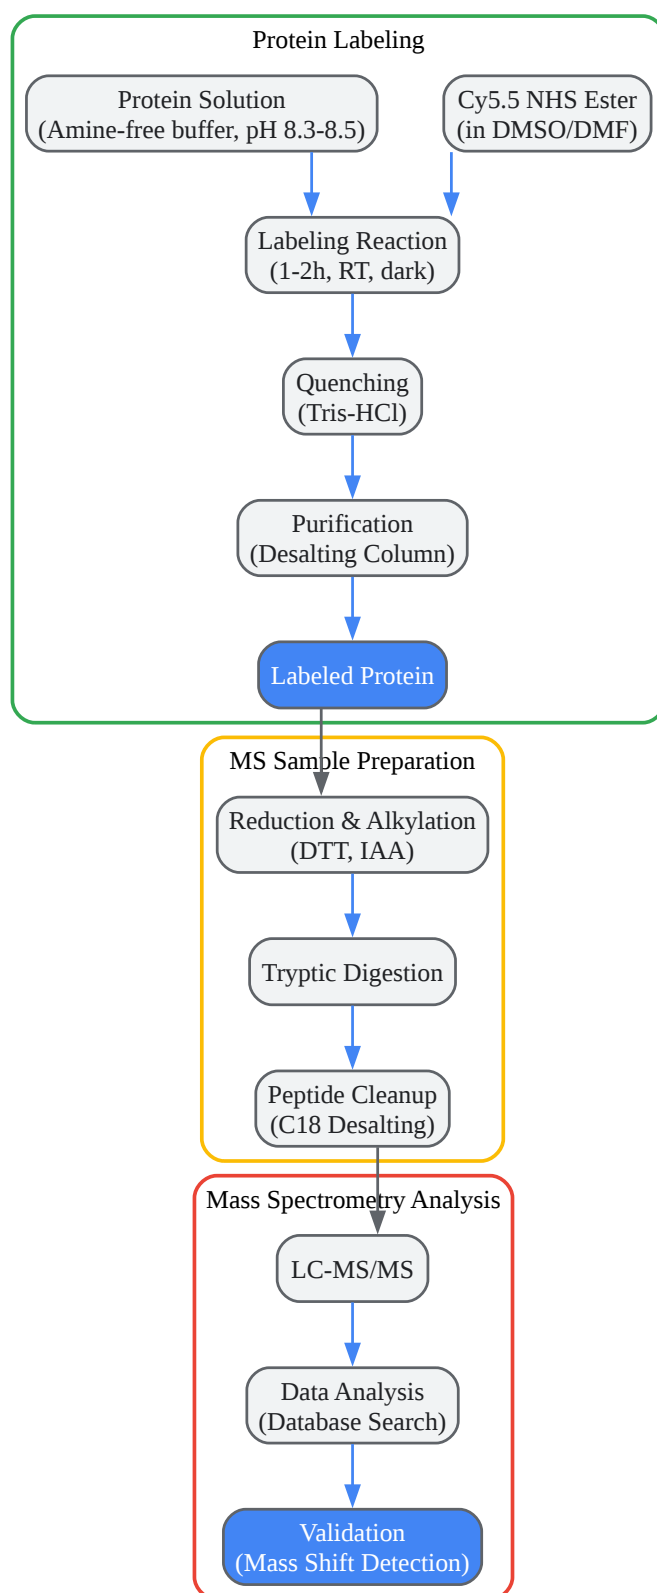 Protein Labeling
Protein Solution
(Amine-free buffer, pH 8.3-8.5)
Cy5.5 NHS Ester
(in DMSO/DMF)
Labeling Reaction
(1-2h, RT, dark)
Quenching
(Tris-HCl)
Purification
(Desalting Column)
Labeled Protein
MS Sample Preparation
Reduction & Alkylation
(DTT, IAA)
Tryptic Digestion
Peptide Cleanup
(C18 Desalting)
Mass Spectrometry Analysis
LC-MS/MS
Data Analysis
(Database Search)
Validation
(Mass Shift Detection)